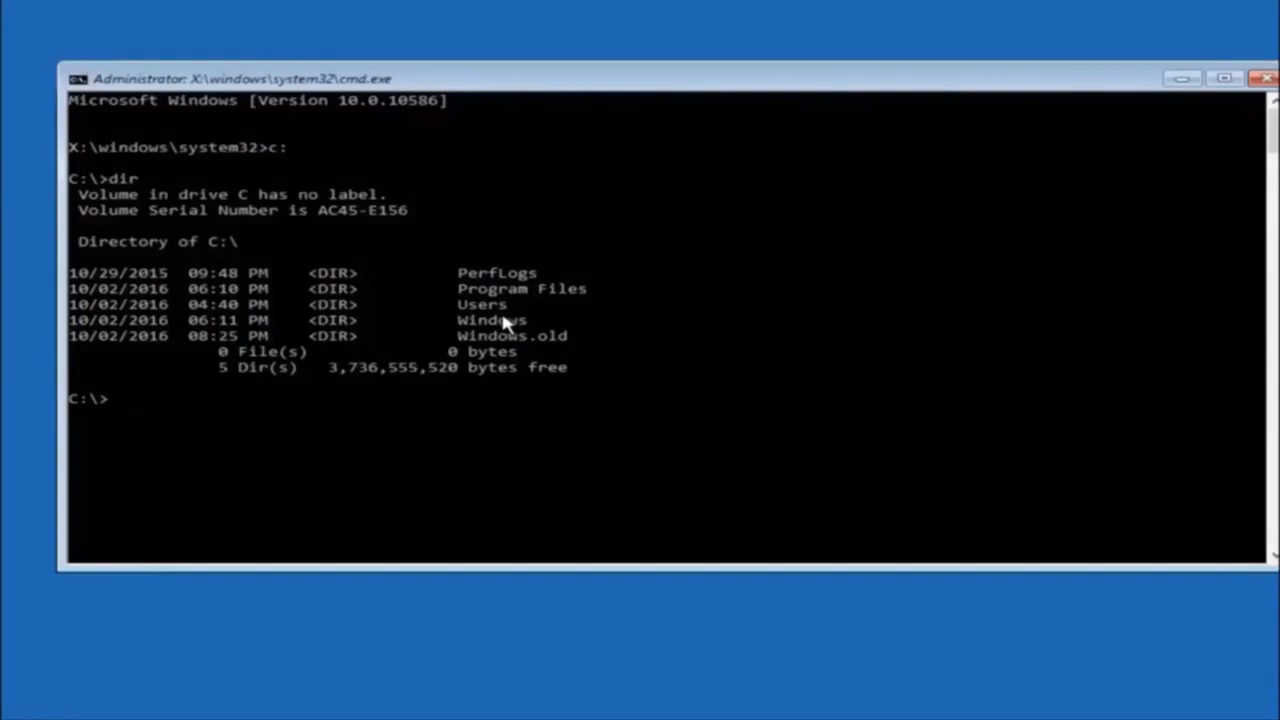 Administrator: X:\windows\system32\cmd.exe
Microsoft Windows [Version 10.0.10586]
X:\windows\system32>c:
C:\>dir
Volume in drive C has no label.
Volume Serial Number is AC45-E156
Directory of C:\
10/29/2015 09:48 PM <DIR> PerfLogs
10/02/2016 06:10 PM <DIR> Program Files
10/02/2016 04:40 PM <DIR> Users
10/02/2016 06:11 PM <DIR> Windows
10/02/2016 08:25 PM <DIR> Windows.old
0 File(s) 0 bytes
5 Dir(s) 3,736,555,520 bytes free
C:\>